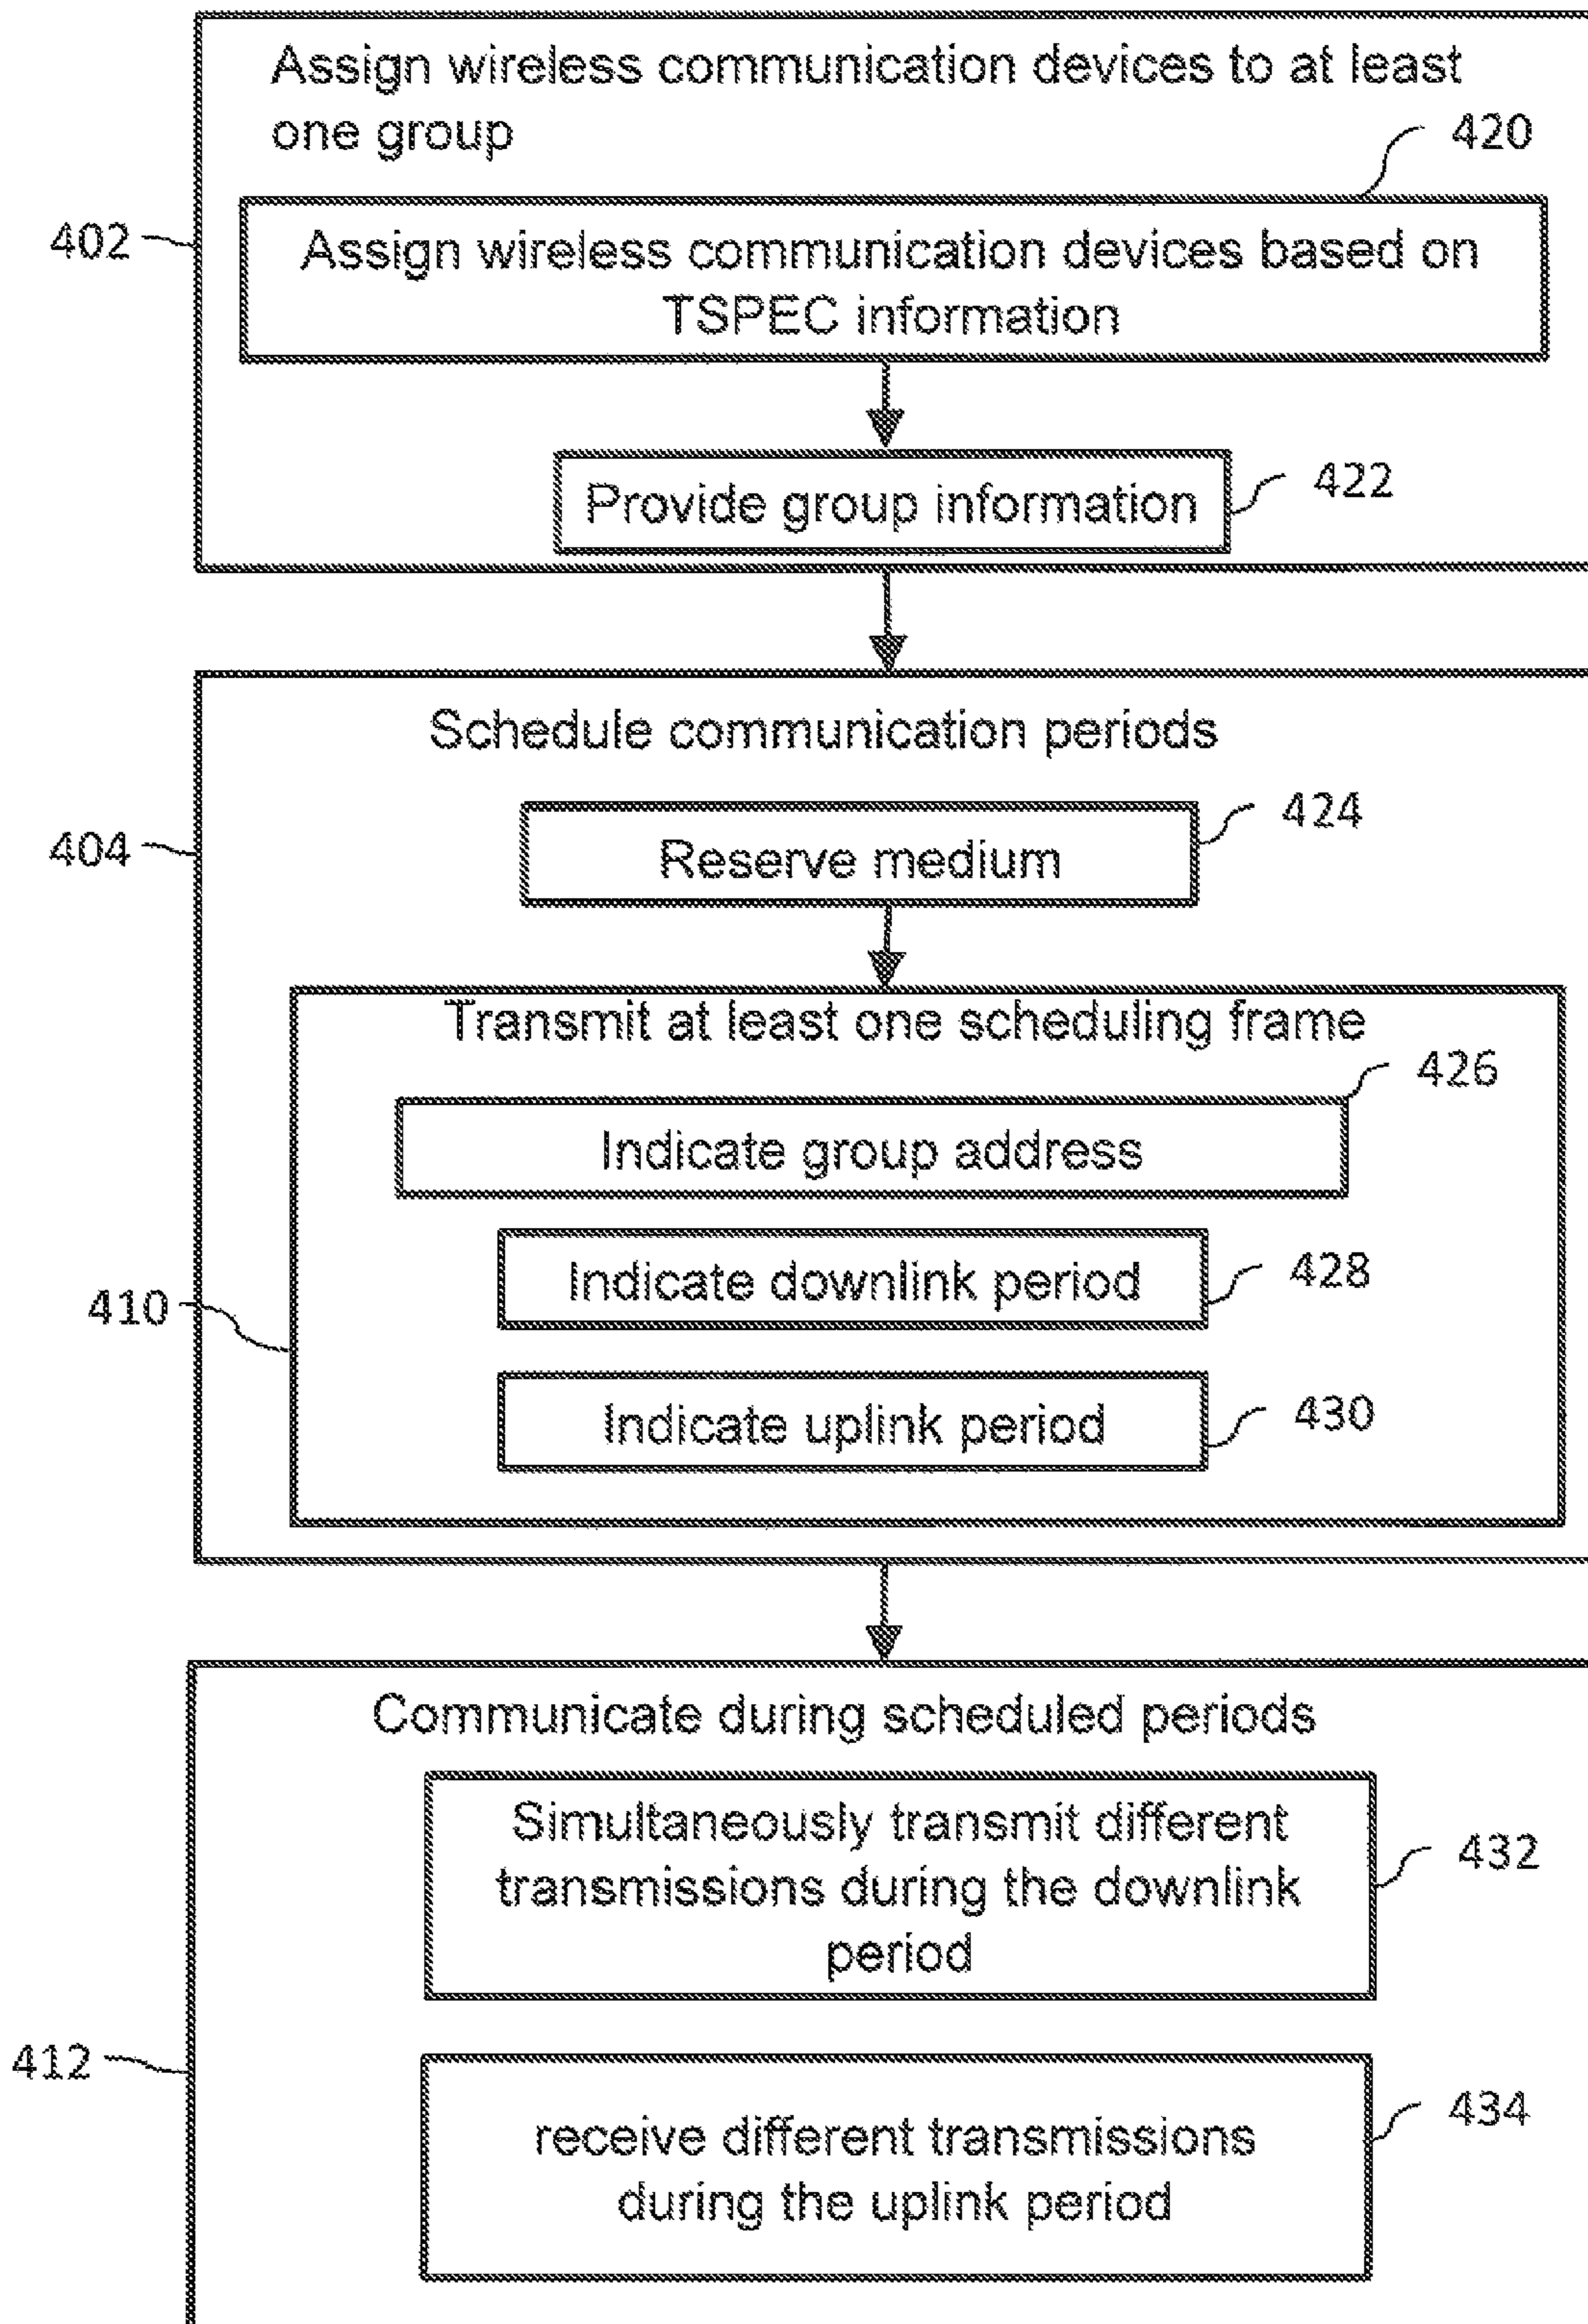 Assign wireless communication devices to at least
one group
420
402
Assign wireless communication devices based on
TSPEC information
Provide group information
422
Schedule communication periods
424
404
Reserve medium
Transmit at least one scheduling frame
426
Indicate group address
Indicate downlink period
428
410
Indicate uplink period
430
Communicate during scheduled periods
Simultaneously transmit different
transmissions during the downlink
period
432
412
receive different transmissions
during the uplink period
434